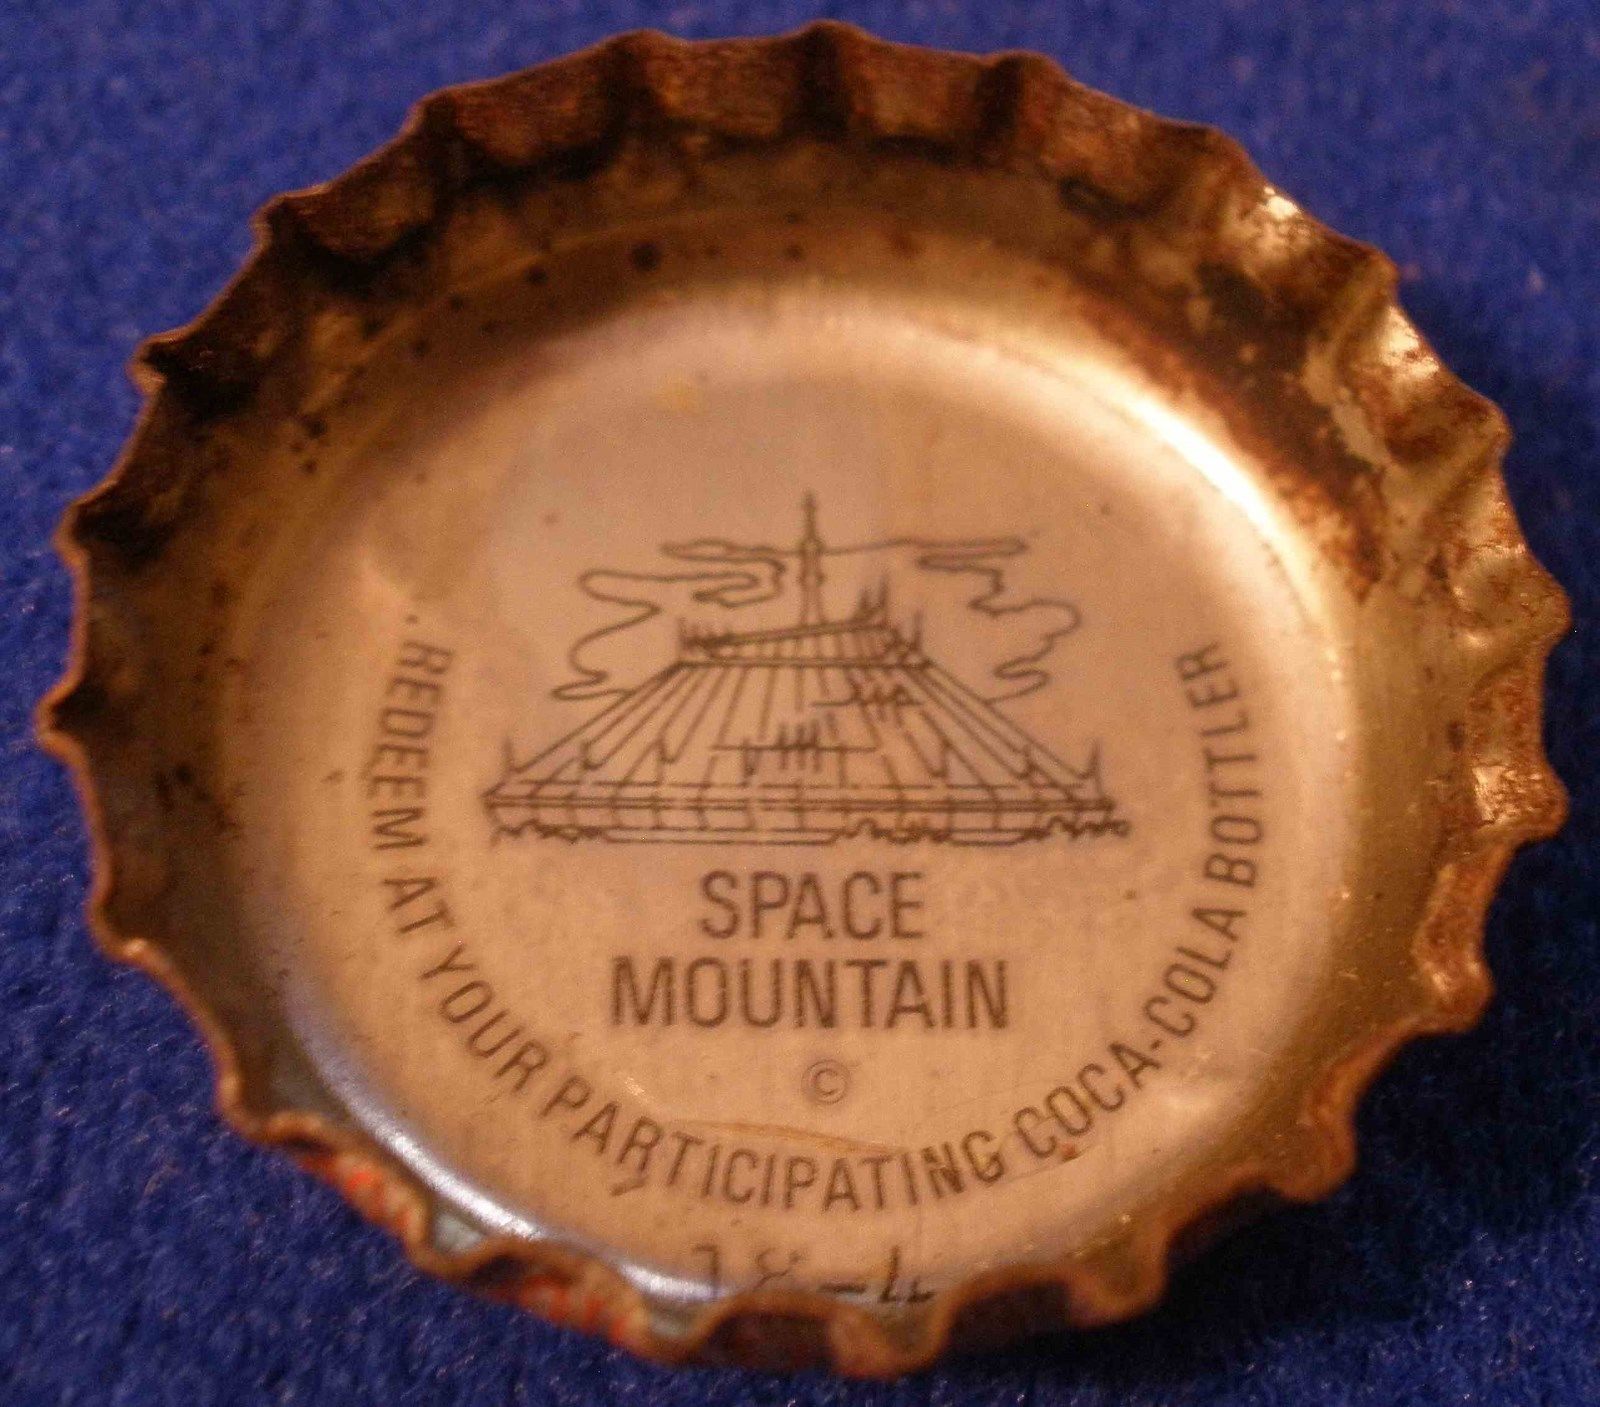 SPACE
MOUNTAIN
©
REDEEM AT YOUR PARTICIPATING COCA-COLA BOTTLER